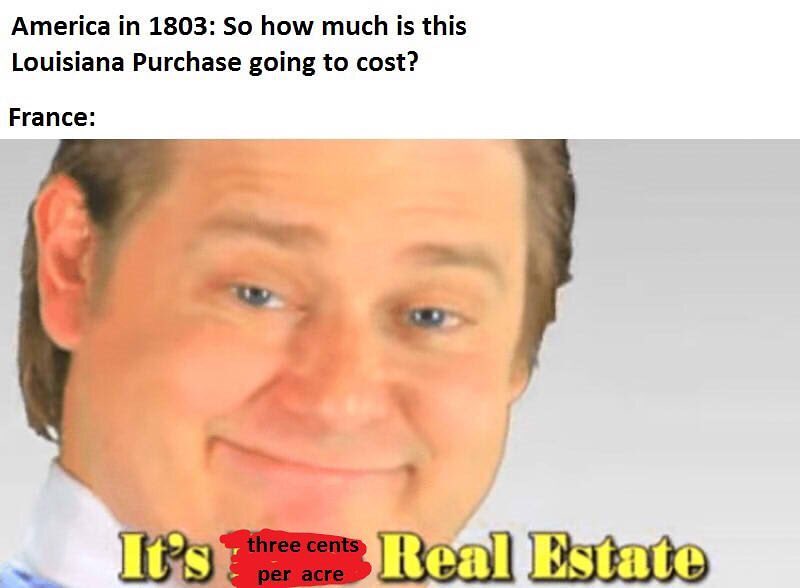 America in 1803: So how much is this
Louisiana Purchase going to cost?
France:
It's three cents per acre Real Estate